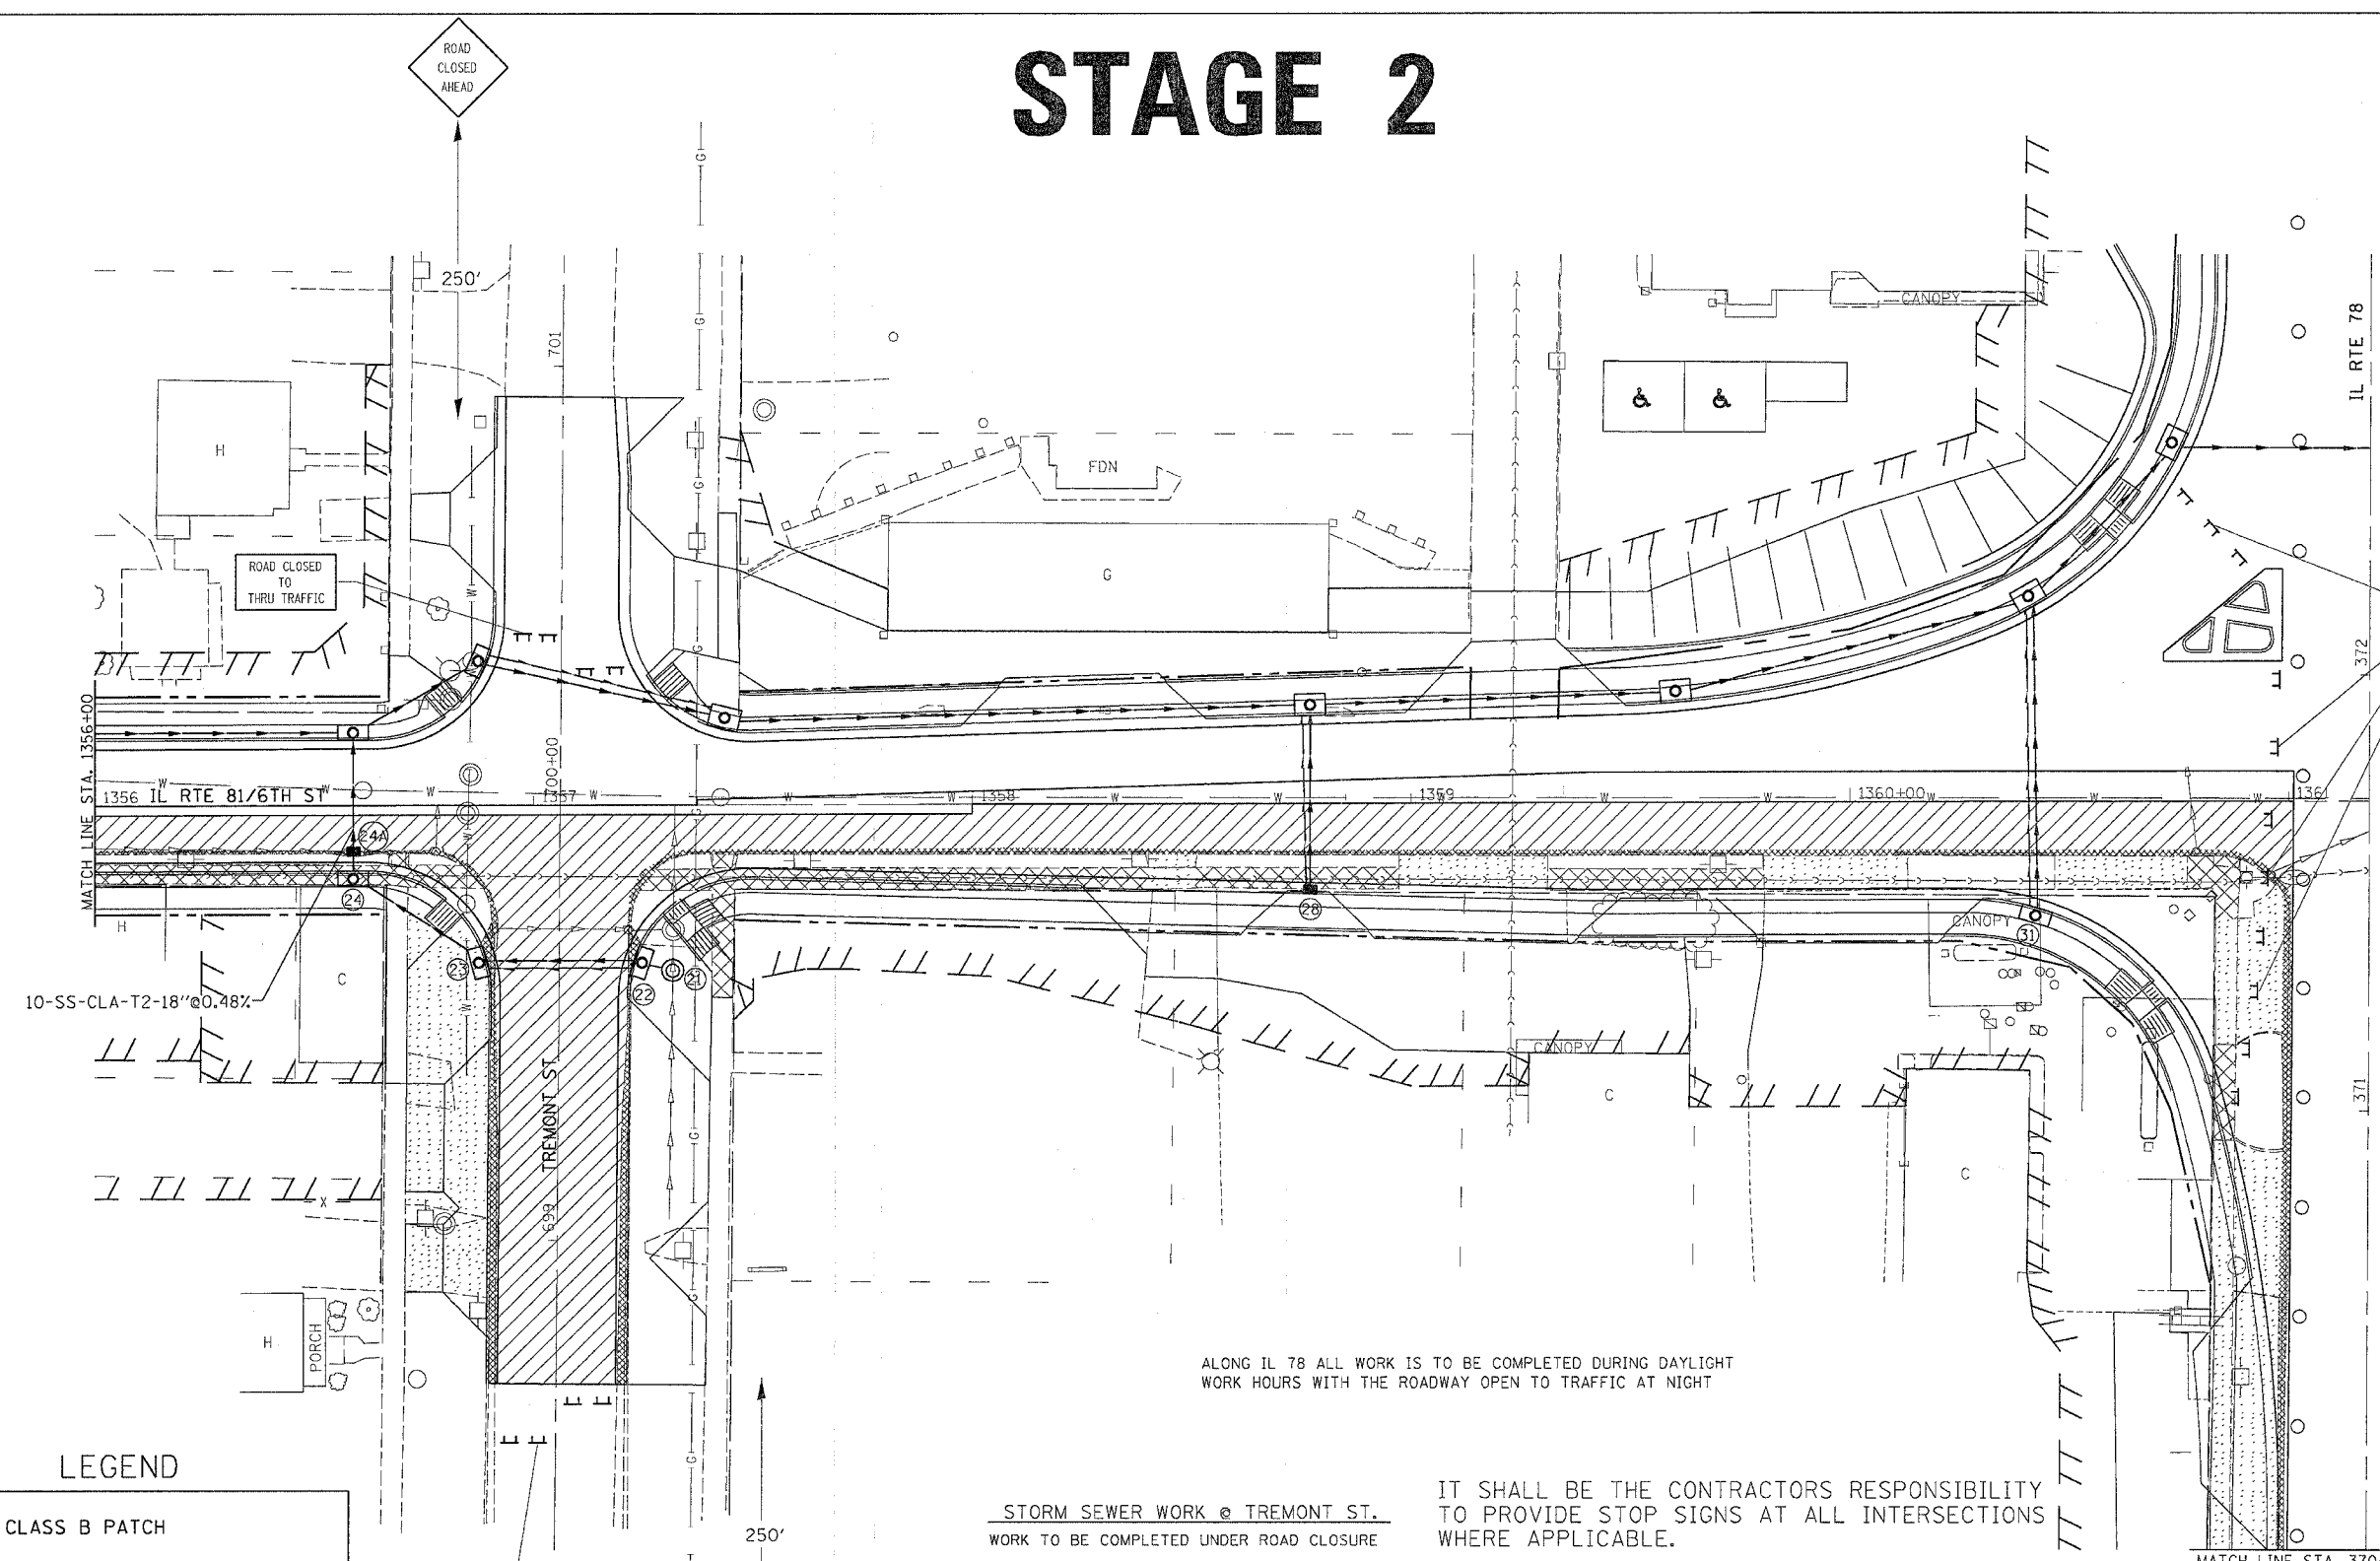 STAGE 2
ROAD
CLOSED
AHEAD
250'
701
G
G
G
G
CANOPY
IL RTE 78
H
FDN
ROAD CLOSED
TO
THRU TRAFFIC
W
G
G
372
MATCH LINE STA. 1356+00
1356 IL RTE 81/6TH ST
W
W
W
W
W
W
W
W
W
W
W
700+00
1357
1358
1359
1360+00
1361
24A
24
28
CANOPY
31
H
C
23
22
21
10-SS-CLA-T2-18"@0.48%
W
CANOPY
C
C
371
TREMONT ST
699
G
X
G
H
PORCH
ALONG IL 78 ALL WORK IS TO BE COMPLETED DURING DAYLIGHT
WORK HOURS WITH THE ROADWAY OPEN TO TRAFFIC AT NIGHT
LEGEND
CLASS B PATCH
G
250'
STORM SEWER WORK @ TREMONT ST.
WORK TO BE COMPLETED UNDER ROAD CLOSURE
IT SHALL BE THE CONTRACTORS RESPONSIBILITY
TO PROVIDE STOP SIGNS AT ALL INTERSECTIONS
WHERE APPLICABLE.
MATCH LINE STA. 370